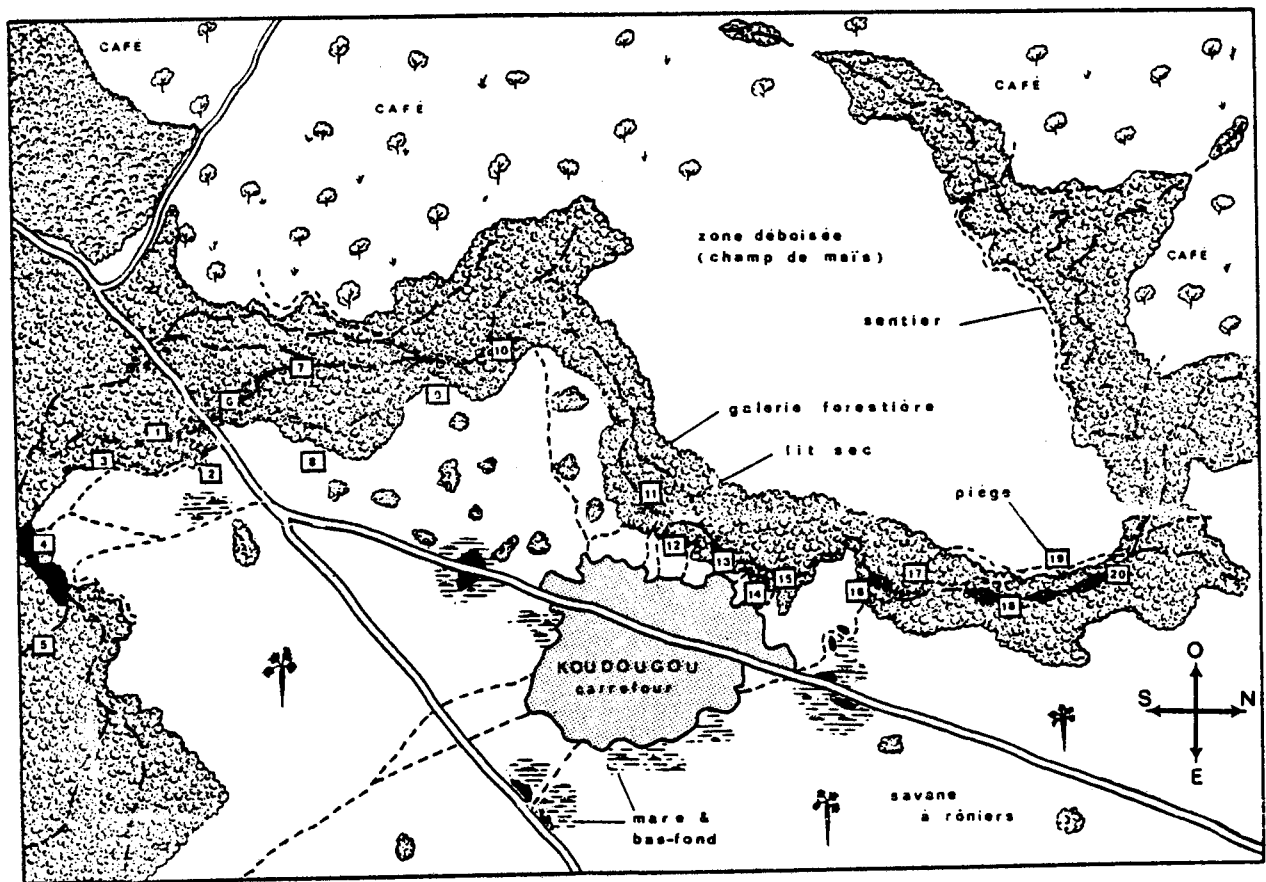 CAFÉ
CAFÉ
CAFÉ
zone déboisée
(champ de maïs)
CAFÉ
sentier
10
7
9
6
galerie forestière
1
lit sec
3
8
2
11
piège
4
12
13
19
14
15
17
20
16
18
5
KOUDOUGOU
carrefour
O
S
N
E
savane
à rôniers
mare &
bas-fond